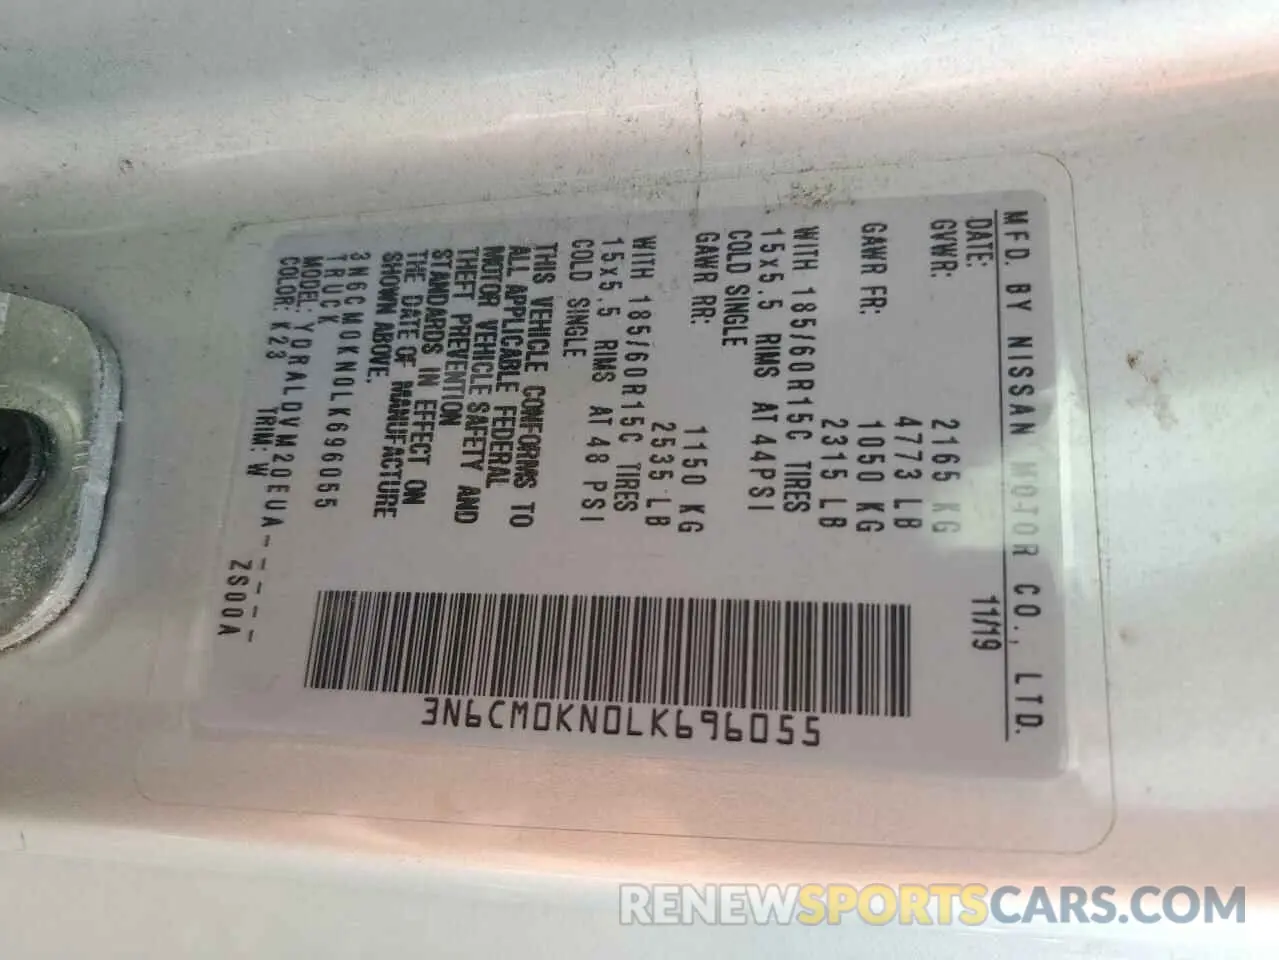 MFD. BY NISSAN MOTOR CO., LTD.
DATE: 11/19
GVWR: 2165 KG
4773 LB
GAWR FR: 1050 KG
2315 LB
WITH 185/60R15C TIRES
15x5.5 RIMS AT 44PSI
COLD SINGLE
GAWR RR: 1150 KG
2535 LB
WITH 185/60R15C TIRES
15x5.5 RIMS AT 48 PSI
COLD SINGLE
THIS VEHICLE CONFORMS TO
ALL APPLICABLE FEDERAL
MOTOR VEHICLE SAFETY AND
THEFT PREVENTION
STANDARDS IN EFFECT ON
THE DATE OF MANUFACTURE
SHOWN ABOVE.
3N6CM0KN0LK696055
TRUCK
MODEL: YDRALDVM20EUA-----
COLOR: K23 TRIM: W ZS00A
3N6CM0KN0LK696055
RENEWSPORTSCARS.COM